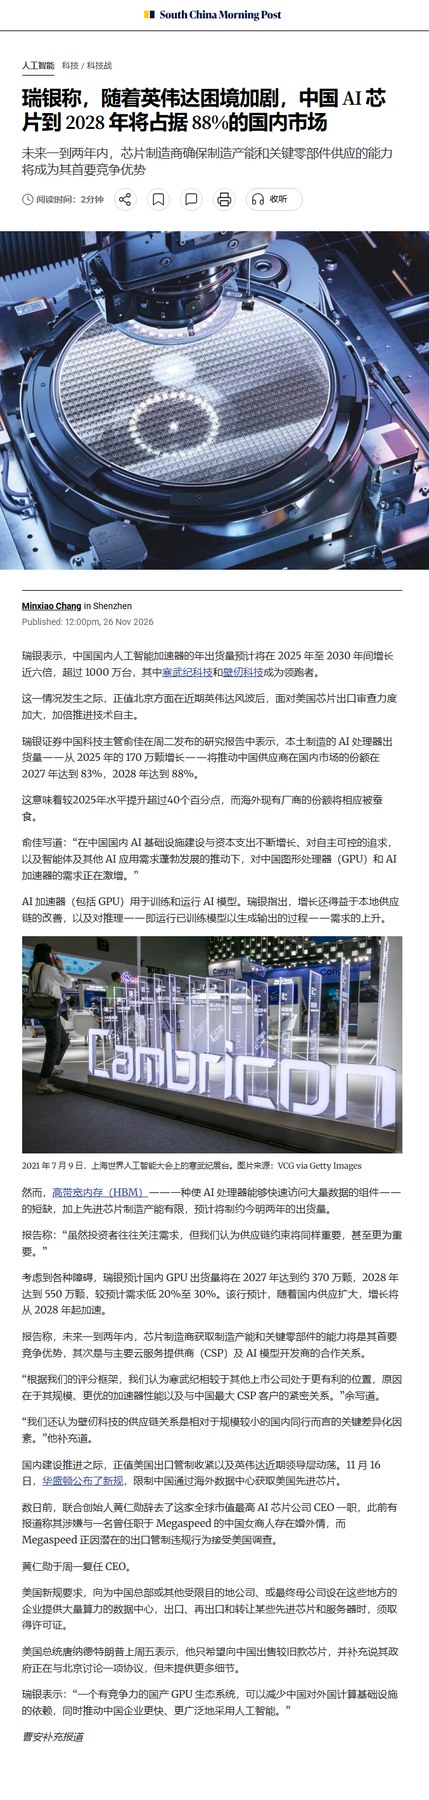 South China Morning Post
人工智能 科技 / 科技战
瑞银称，随着英伟达困境加剧，中国 AI 芯
片到 2028 年将占据 88%的国内市场
未来一到两年内，芯片制造商确保制造产能和关键零部件供应的能力
将成为其首要竞争优势
阅读时间：2分钟 收听
Minxiao Chang in Shenzhen
Published: 12:00pm, 26 Nov 2026
瑞银表示，中国国内人工智能加速器的年出货量预计将在 2025 年至 2030 年间增长
近六倍，超过 1000 万台，其中寒武纪科技和壁仞科技成为领跑者。
这一情况发生之际，正值北京方面在近期英伟达风波后，面对美国芯片出口审查力度
加大，加倍推进技术自主。
瑞银证券中国科技主管俞佳在周二发布的研究报告中表示，本土制造的 AI 处理器出
货量——从 2025 年的 170 万颗增长——将推动中国供应商在国内市场的份额在
2027 年达到 83%，2028 年达到 88%。
这意味着较2025年水平提升超过40个百分点，而海外现有厂商的份额将相应被蚕
食。
俞佳写道：“在中国国内 AI 基础设施建设与资本支出不断增长、对自主可控的追求，
以及智能体及其他 AI 应用需求蓬勃发展的推动下，对中国图形处理器（GPU）和 AI
加速器的需求正在激增。”
AI 加速器（包括 GPU）用于训练和运行 AI 模型。瑞银指出，增长还得益于本地供应
链的改善，以及对推理——即运行已训练模型以生成输出的过程——需求的上升。
Cambricon
2021 年 7 月 9 日，上海世界人工智能大会上的寒武纪展台。图片来源：VCG via Getty Images
然而，高带宽内存（HBM）——一种使 AI 处理器能够快速访问大量数据的组件——
的短缺，加上先进芯片制造产能有限，预计将制约今明两年的出货量。
报告称：“虽然投资者往往关注需求，但我们认为供应链约束将同样重要，甚至更为重
要。”
考虑到各种障碍，瑞银预计国内 GPU 出货量将在 2027 年达到约 370 万颗，2028 年
达到 550 万颗，较预计需求低 20%至 30%。该行预计，随着国内供应扩大，增长将
从 2028 年起加速。
报告称，未来一到两年内，芯片制造商获取制造产能和关键零部件的能力将是其首要
竞争优势，其次是与主要云服务提供商（CSP）及 AI 模型开发商的合作关系。
“根据我们的评分框架，我们认为寒武纪相较于其他上市公司处于更有利的位置，原因
在于其规模、更优的加速器性能以及与中国最大 CSP 客户的紧密关系。”余写道。
“我们还认为壁仞科技的供应链关系是相对于规模较小的国内同行而言的关键差异化因
素。”他补充道。
国内建设推进之际，正值美国出口管制收紧以及英伟达近期领导层动荡。11 月 16
日，华盛顿公布了新规，限制中国通过海外数据中心获取美国先进芯片。
数日前，联合创始人黄仁勋辞去了这家全球市值最高 AI 芯片公司 CEO 一职，此前有
报道称其涉嫌与一名曾任职于 Megaspeed 的中国女商人存在婚外情，而
Megaspeed 正因潜在的出口管制违规行为接受美国调查。
黄仁勋于周一复任 CEO。
美国新规要求，向为中国总部或其他受限目的地公司、或最终母公司设在这些地方的
企业提供大量算力的数据中心，出口、再出口和转让某些先进芯片和服务器时，须取
得许可证。
美国总统唐纳德特朗普上周五表示，他只希望向中国出售较旧款芯片，并补充说其政
府正在与北京讨论一项协议，但未提供更多细节。
瑞银表示：“一个有竞争力的国产 GPU 生态系统，可以减少中国对外国计算基础设施
的依赖，同时推动中国企业更快、更广泛地采用人工智能。”
曹安补充报道